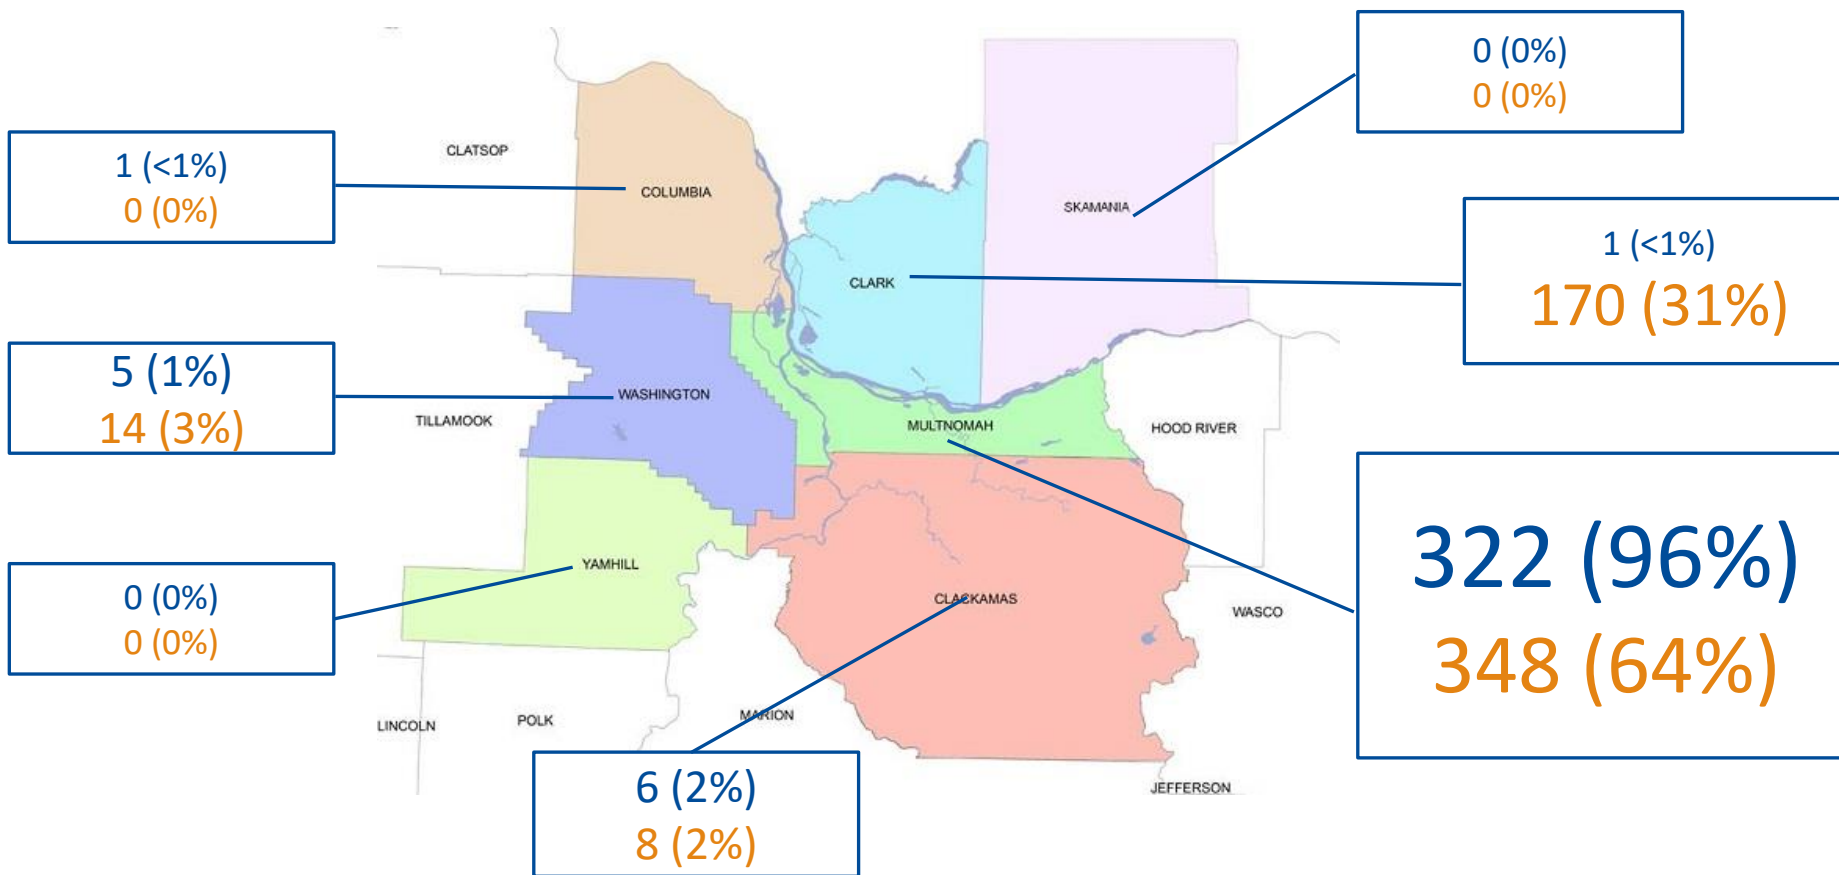 0 (0%)
0 (0%)
1 (<1%)
0 (0%)
CLATSOP
COLUMBIA
SKAMANIA
1 (<1%)
170 (31%)
CLARK
5 (1%)
14 (3%)
WASHINGTON
TILLAMOOK
MULTNOMAH
HOOD RIVER
322 (96%)
348 (64%)
0 (0%)
0 (0%)
YAMHILL
CLACKAMAS
WASCO
LINCOLN
POLK
MARION
6 (2%)
8 (2%)
JEFFERSON